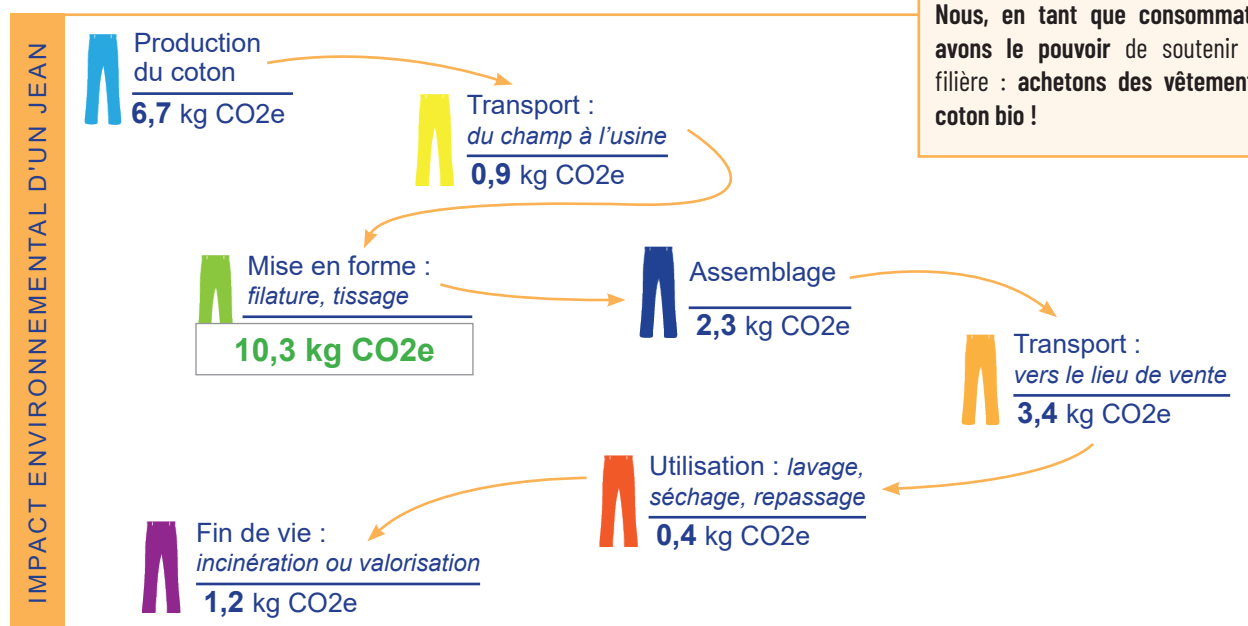 IMPACT ENVIRONNEMENTAL D'UN JEAN
Nous, en tant que
avons le pouvoir de soutenir
filière : achetons des
coton bio !
Production
du coton
6,7 kg CO2e
Transport :
du champ à l'usine
0,9 kg CO2e
Mise en forme :
filature, tissage
10,3 kg CO2e
Assemblage
2,3 kg CO2e
Transport :
vers le lieu de vente
3,4 kg CO2e
Utilisation : lavage,
séchage, repassage
0,4 kg CO2e
Fin de vie :
incinération ou valorisation
1,2 kg CO2e